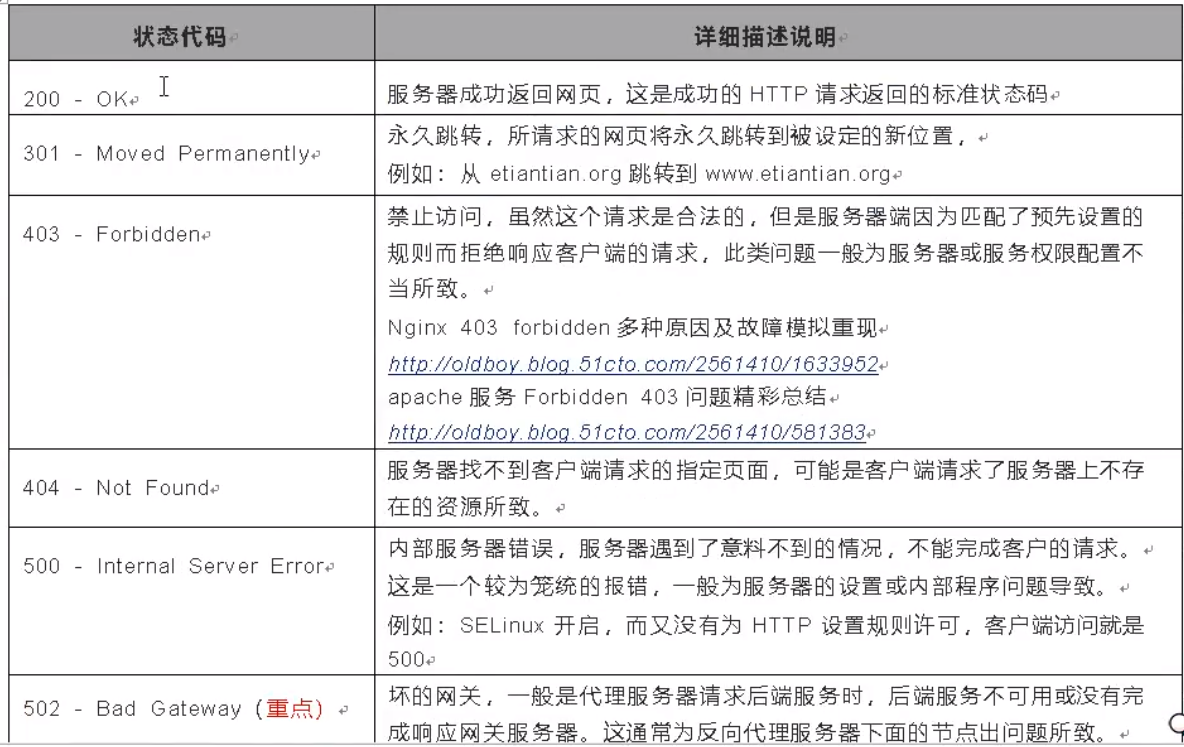 状态代码
详细描述说明
200 - OK
服务器成功返回网页，这是成功的 HTTP 请求返回的标准状态码
301 - Moved Permanently
永久跳转，所请求的网页将永久跳转到被设定的新位置，
例如：从 etiantian.org 跳转到 www.etiantian.org
403 - Forbidden
禁止访问，虽然这个请求是合法的，但是服务器端因为匹配了预先设置的
规则而拒绝响应客户端的请求，此类问题一般为服务器或服务权限配置不
当所致。
Nginx 403 forbidden 多种原因及故障模拟重现
http://oldboy.blog.51cto.com/2561410/1633952
apache 服务 Forbidden 403 问题精彩总结
http://oldboy.blog.51cto.com/2561410/581383
404 - Not Found
服务器找不到客户端请求的指定页面，可能是客户端请求了服务器上不存
在的资源所致。
500 - Internal Server Error
内部服务器错误，服务器遇到了意料不到的情况，不能完成客户的请求。
这是一个较为笼统的报错，一般为服务器的设置或内部程序问题导致。
例如：SELinux 开启，而又没有为 HTTP 设置规则许可，客户端访问就是
500
502 - Bad Gateway（重点）
坏的网关，一般是代理服务器请求后端服务时，后端服务不可用或没有完
成响应网关服务器。这通常为反向代理服务器下面的节点出问题所致。